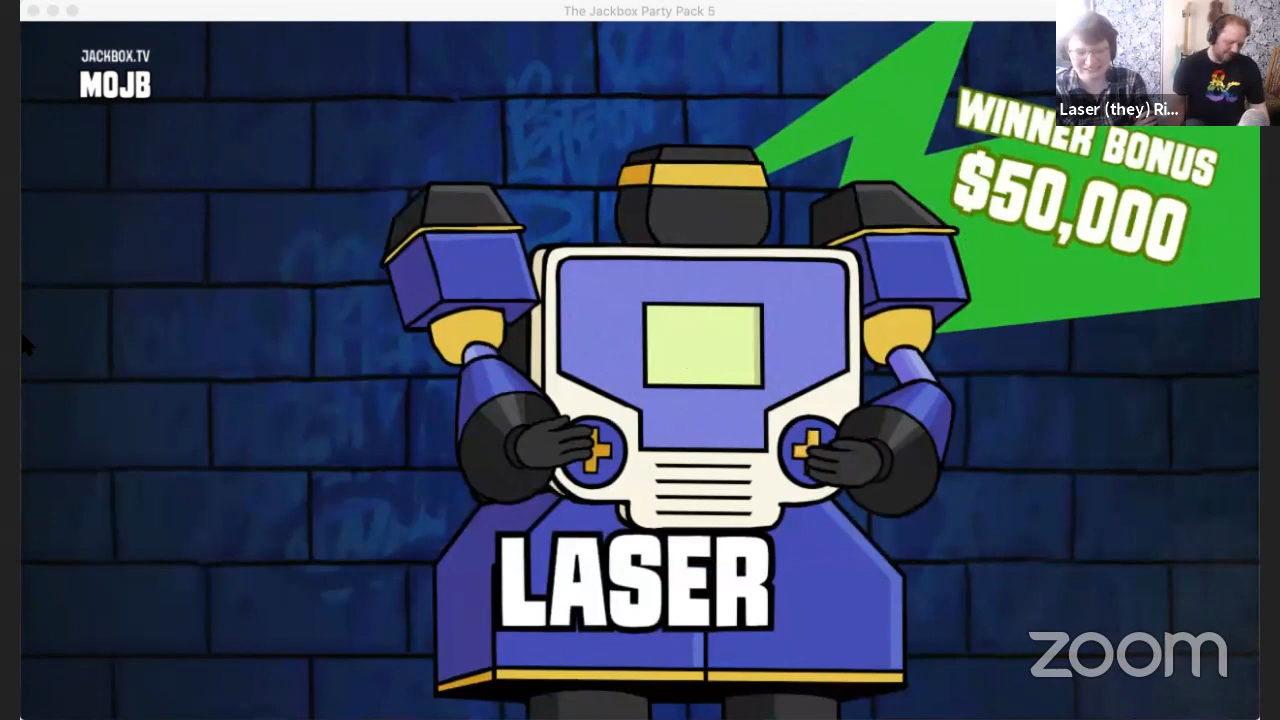 The Jackbox Party Pack 5
JACKBOX.TV
MOJB
Laser (they) Ri...
WINNER BONUS
$50,000
LASER
zoom